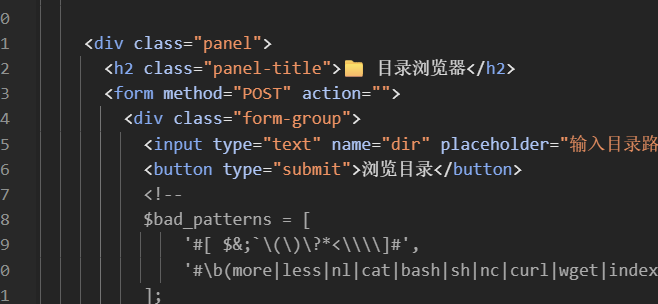 0
1 <div class="panel">
2 <h2 class="panel-title">📁 目录浏览器</h2>
3 <form method="POST" action="">
4 <div class="form-group">
5 <input type="text" name="dir" placeholder="输入目录路
6 <button type="submit">浏览目录</button>
7 <!--
8 $bad_patterns = [
9 '#[ $&;`\(\)\?*<\\\\]#',
0 '#\b(more|less|nl|cat|bash|sh|nc|curl|wget|index
1 ];